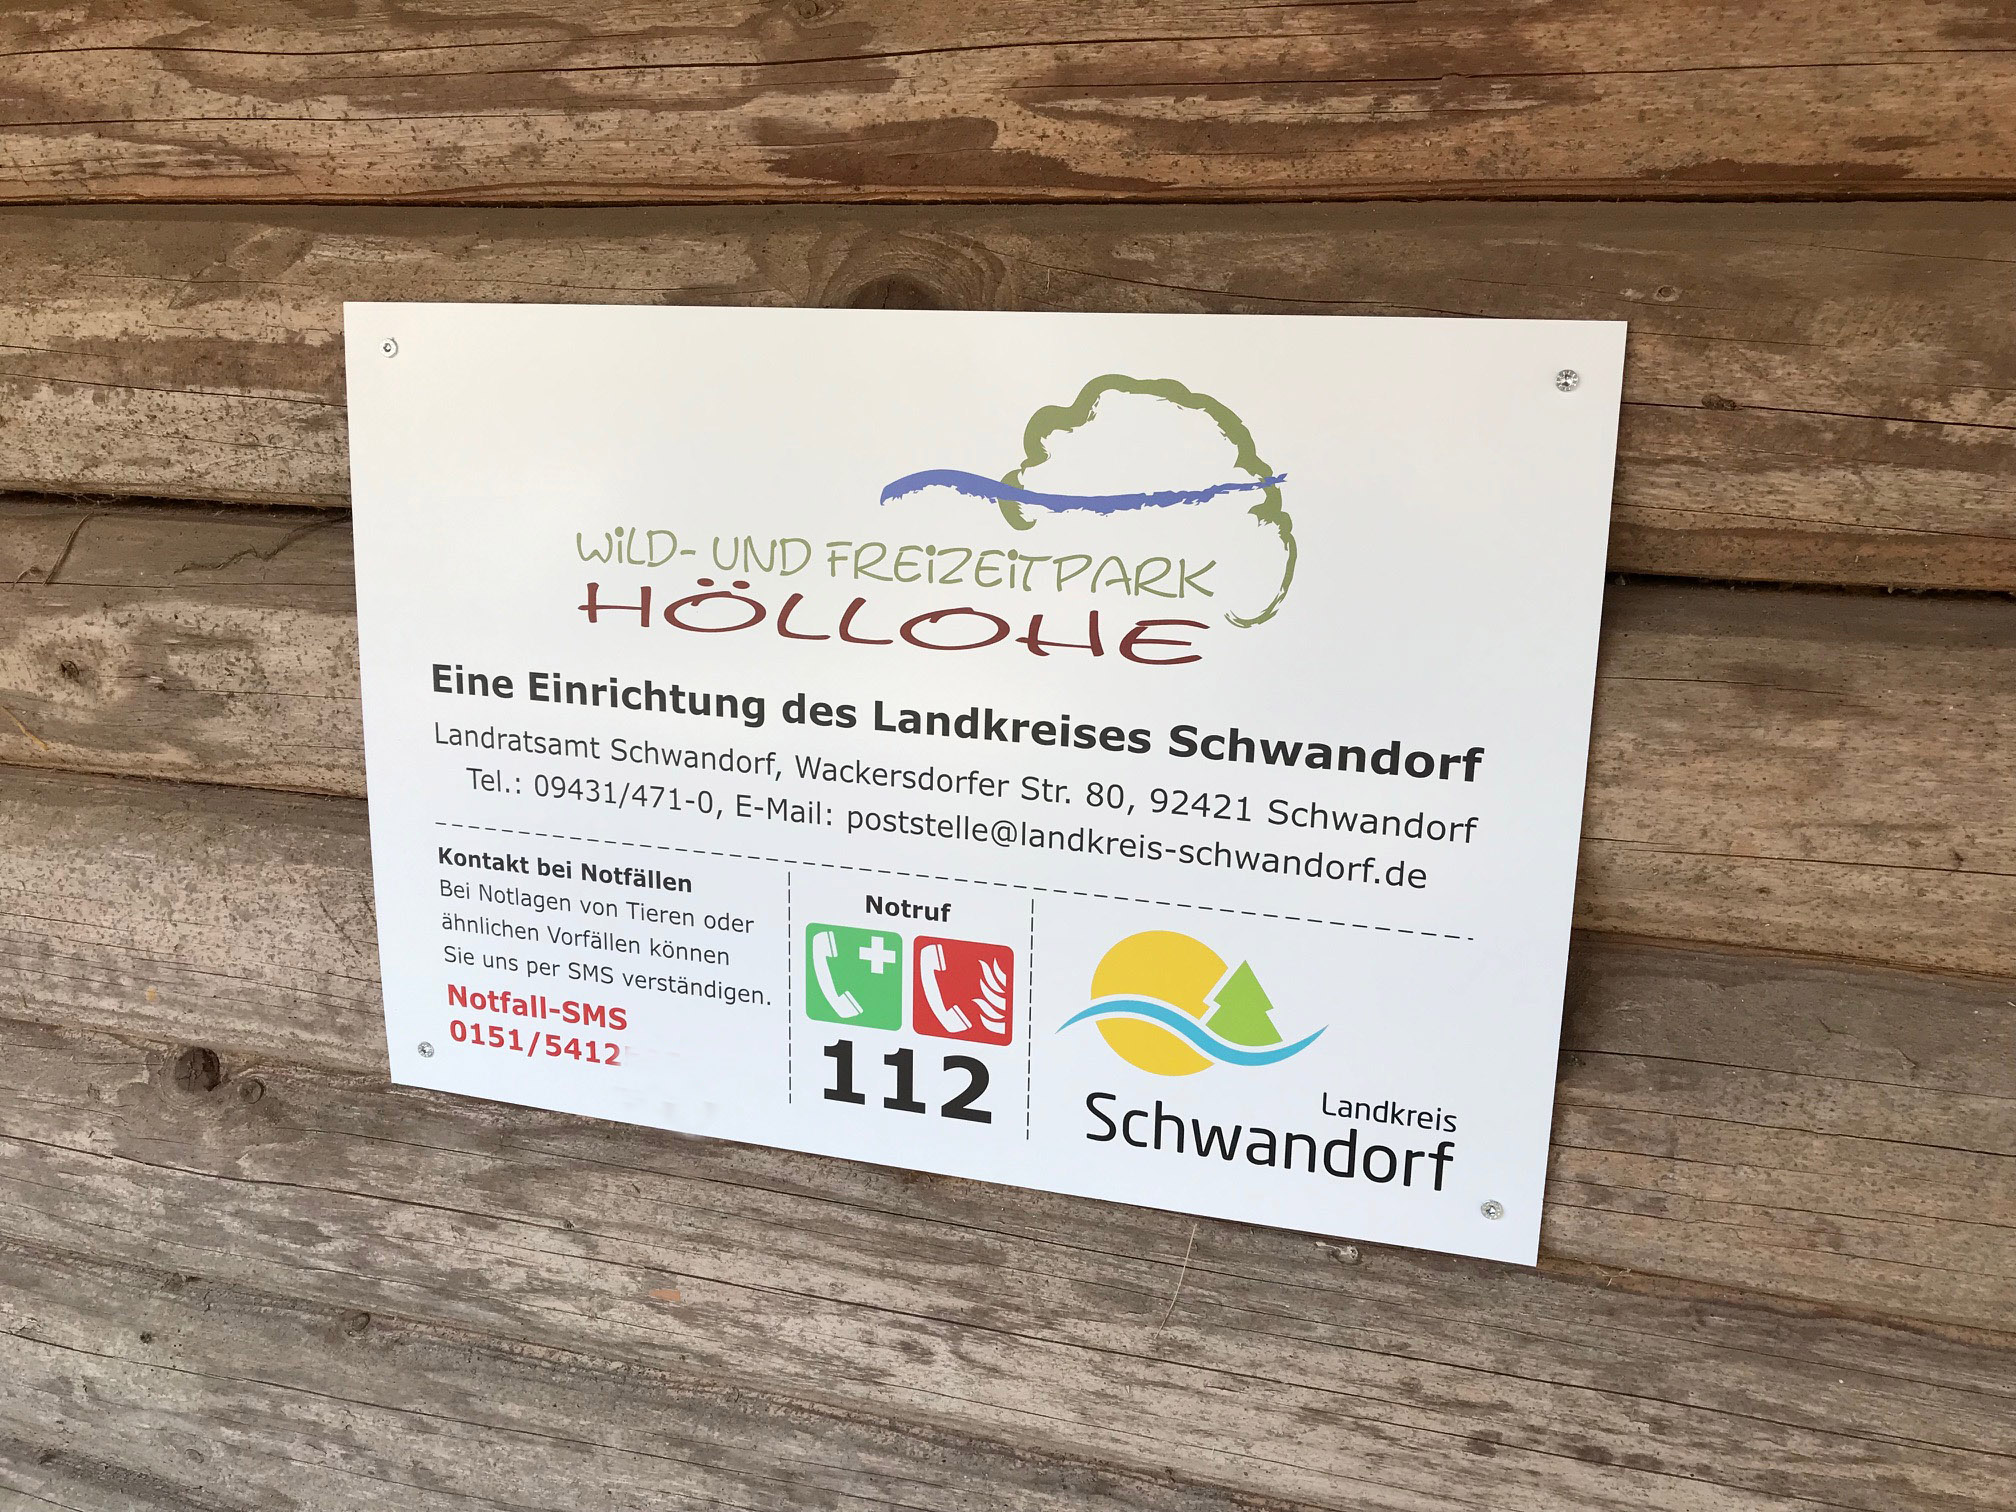 WiLD- UND FREiZEiTPARK
HÖLLOHE
Eine Einrichtung des Landkreises Schwandorf
Landratsamt Schwandorf, Wackersdorfer Str. 80, 92421 Schwandorf
Tel.: 09431/471-0, E-Mail: poststelle@landkreis-schwandorf.de
Kontakt bei Notfällen
Bei Notlagen von Tieren oder
ähnlichen Vorfällen können
Sie uns per SMS verständigen.
Notfall-SMS
0151/5412
Notruf
112
Landkreis
Schwandorf